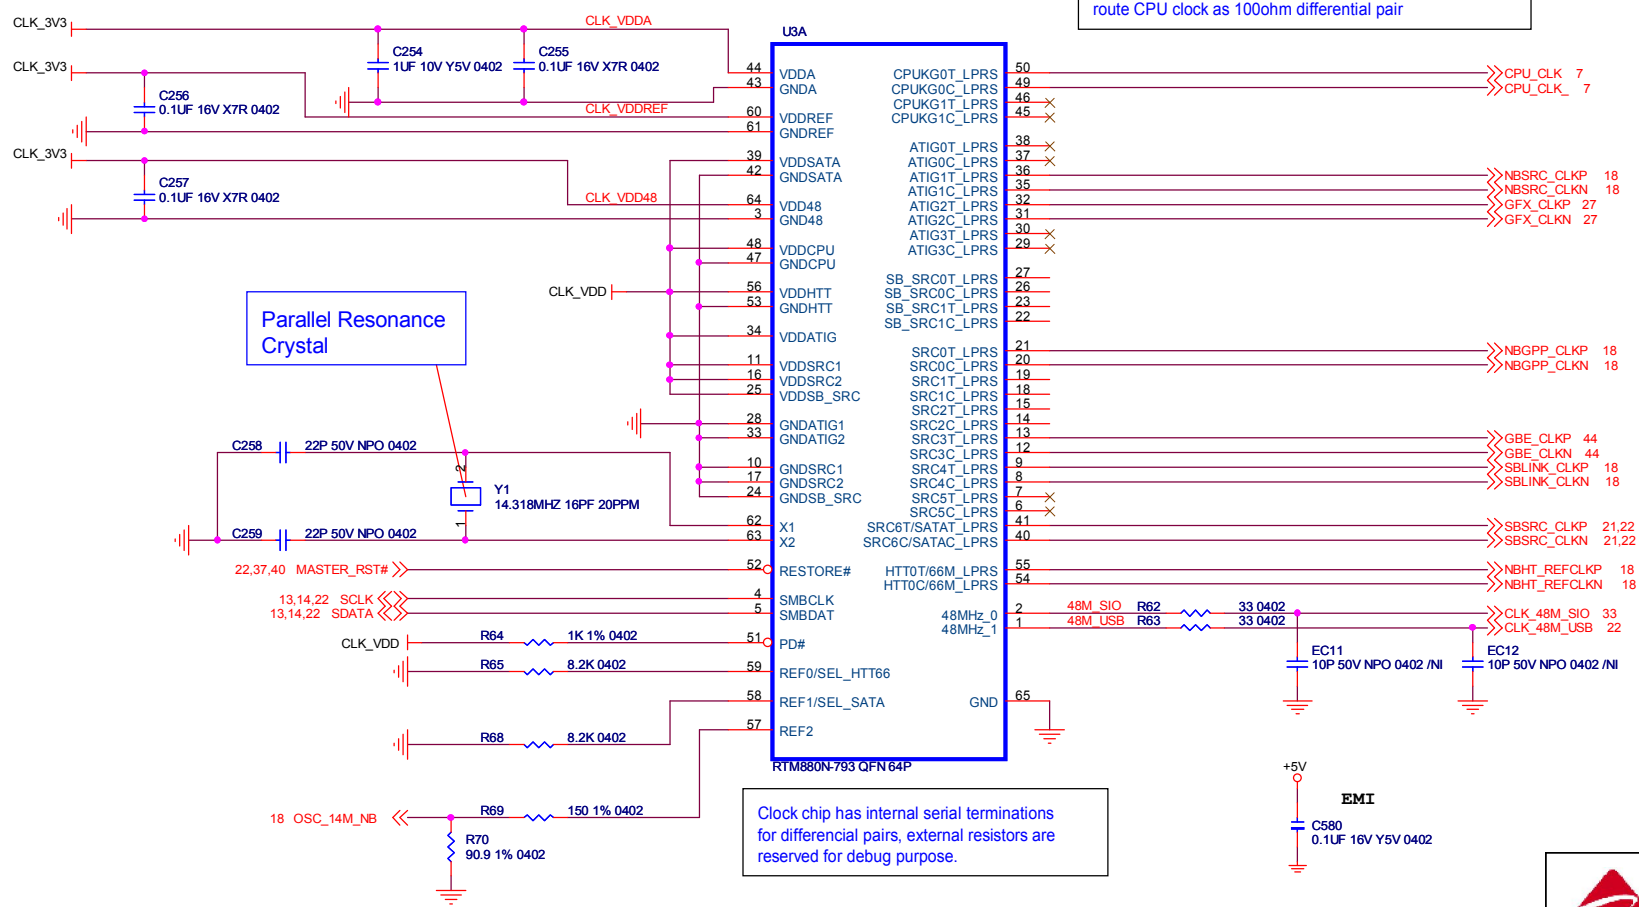 route CPU clock as 100ohm differential pair
CLK_3V3
CLK_VDDA
U3A
C254
1UF 10V Y5V 0402
C255
0.1UF 16V X7R 0402
CLK_3V3
C256
0.1UF 16V X7R 0402
CLK_VDDREF
CLK_3V3
C257
0.1UF 16V X7R 0402
CLK_VDD48
CLK_VDD
Parallel Resonance
Crystal
C258
22P 50V NPO 0402
2
Y1
14.318MHZ 16PF 20PPM
1
C259
22P 50V NPO 0402
22,37,40 MASTER_RST#
13,14,22 SCLK
13,14,22 SDATA
CLK_VDD
R64
1K 1% 0402
R65
8.2K 0402
R68
8.2K 0402
18 OSC_14M_NB
R69
150 1% 0402
R70
90.9 1% 0402
44 VDDA
43 GNDA
60 VDDREF
61 GNDREF
39 VDDSATA
42 GNDSATA
64 VDD48
3 GND48
48 VDDCPU
47 GNDCPU
56 VDDHTT
53 GNDHTT
34 VDDATIG
11 VDDSRC1
16 VDDSRC2
25 VDDSB_SRC
28 GNDATIG1
33 GNDATIG2
10 GNDSRC1
17 GNDSRC2
24 GNDSB_SRC
62 X1
63 X2
52 RESTORE#
4 SMBCLK
5 SMBDAT
51 PD#
59 REF0/SEL_HTT66
58 REF1/SEL_SATA
57 REF2
CPUKG0T_LPRS 50 CPU_CLK 7
CPUKG0C_LPRS 49 CPU_CLK_ 7
CPUKG1T_LPRS 46
CPUKG1C_LPRS 45
ATIG0T_LPRS 38
ATIG0C_LPRS 37
ATIG1T_LPRS 36 NBSRC_CLKP 18
ATIG1C_LPRS 35 NBSRC_CLKN 18
ATIG2T_LPRS 32 GFX_CLKP 27
ATIG2C_LPRS 31 GFX_CLKN 27
ATIG3T_LPRS 30
ATIG3C_LPRS 29
SB_SRC0T_LPRS 27
SB_SRC0C_LPRS 26
SB_SRC1T_LPRS 23
SB_SRC1C_LPRS 22
SRC0T_LPRS 21 NBGPP_CLKP 18
SRC0C_LPRS 20 NBGPP_CLKN 18
SRC1T_LPRS 19
SRC1C_LPRS 18
SRC2T_LPRS 15
SRC2C_LPRS 14
SRC3T_LPRS 13 GBE_CLKP 44
SRC3C_LPRS 12 GBE_CLKN 44
SRC4T_LPRS 9 SBLINK_CLKP 18
SRC4C_LPRS 8 SBLINK_CLKN 18
SRC5T_LPRS 7
SRC5C_LPRS 6
SRC6T/SATAT_LPRS 41 SBSRC_CLKP 21,22
SRC6C/SATAC_LPRS 40 SBSRC_CLKN 21,22
HTT0T/66M_LPRS 55 NBHT_REFCLKP 18
HTT0C/66M_LPRS 54 NBHT_REFCLKN 18
48MHz_0 2 48M_SIO R62 33 0402 CLK_48M_SIO 33
48MHz_1 1 48M_USB R63 33 0402 CLK_48M_USB 22
EC11
10P 50V NPO 0402 /NI
EC12
10P 50V NPO 0402 /NI
GND 65
RTM880N-793 QFN 64P
Clock chip has internal serial terminations
for differencial pairs, external resistors are
reserved for debug purpose.
+5V
EMI
C580
0.1UF 16V Y5V 0402